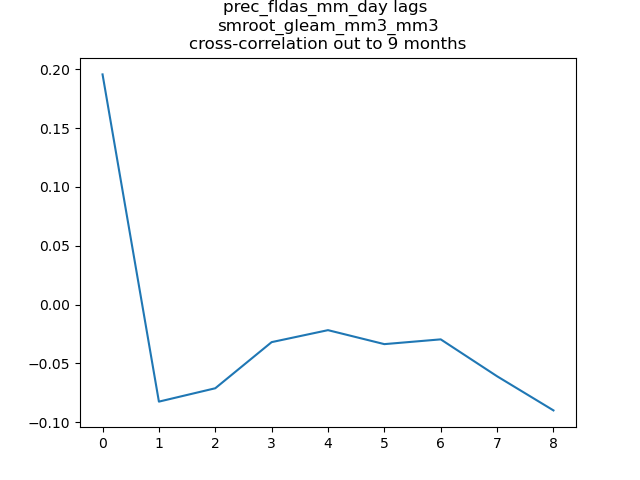 prec_fldas_mm_day lags
smroot_gleam_mm3_mm3
cross-correlation out to 9 months
0.20
0.15
0.10
0.05
0.00
−0.05
−0.10
0 1 2 3 4 5 6 7 8